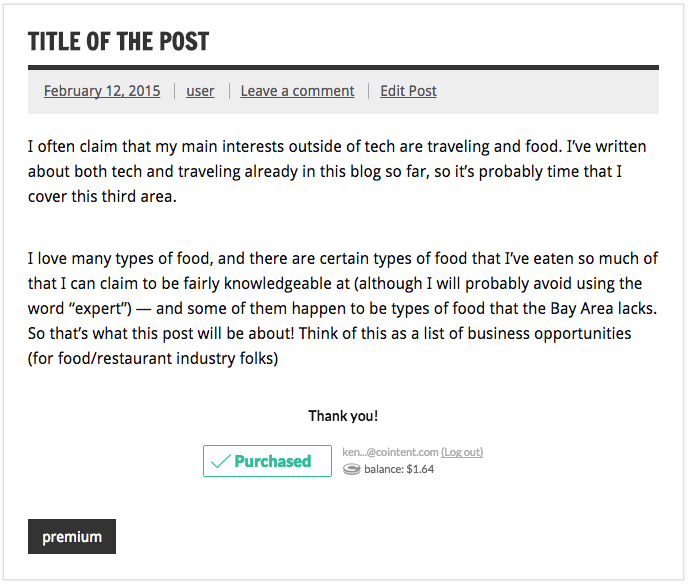 TITLE OF THE POST
February 12, 2015 user Leave a comment Edit Post
I often claim that my main interests outside of tech are traveling and food. I’ve written
about both tech and traveling already in this blog so far, so it’s probably time that I
cover this third area.
I love many types of food, and there are certain types of food that I’ve eaten so much of
that I can claim to be fairly knowledgeable at (although I will probably avoid using the
word “expert”) — and some of them happen to be types of food that the Bay Area lacks.
So that’s what this post will be about! Think of this as a list of business opportunities
(for food/restaurant industry folks)
Thank you!
Purchased
ken...@cointent.com (Log out)
balance: $1.64
premium